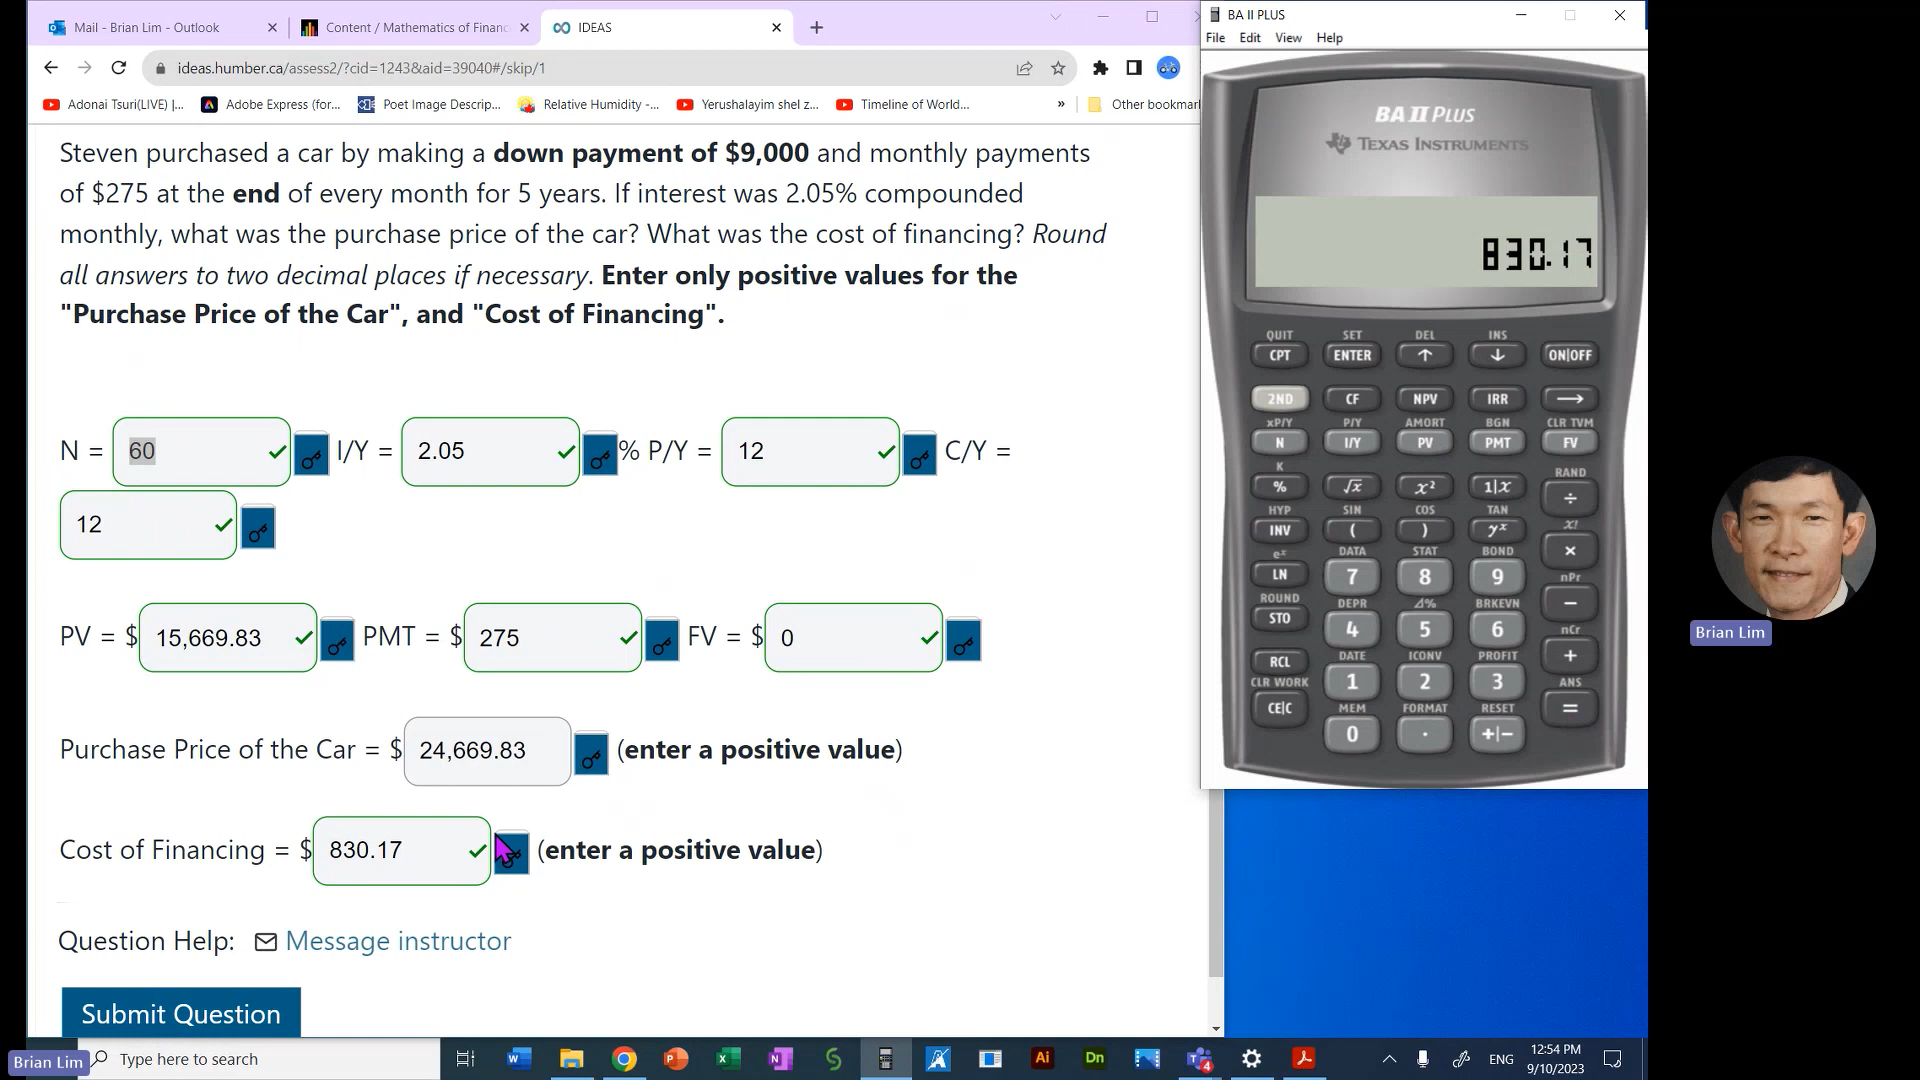 Mail - Brian Lim - Outlook
Content / Mathematics of Financ
IDEAS
BA II PLUS
File Edit View Help
ideas.humber.ca/assess2/?cid=1243&aid=39040#/skip/1
Adonai Tsuri(LIVE) |...
Adobe Express (for...
Poet Image Descrip...
Relative Humidity -...
Yerushalayim shel z...
Timeline of World...
»
Other bookmar
Steven purchased a car by making a down payment of $9,000 and monthly payments
of $275 at the end of every month for 5 years. If interest was 2.05% compounded
monthly, what was the purchase price of the car? What was the cost of financing? Round
all answers to two decimal places if necessary. Enter only positive values for the
"Purchase Price of the Car", and "Cost of Financing".
N = 60 I/Y = 2.05 % P/Y = 12 C/Y =
12
PV = $ 15,669.83 PMT = $ 275 FV = $ 0
Purchase Price of the Car = $ 24,669.83 (enter a positive value)
Cost of Financing = $ 830.17 (enter a positive value)
Question Help: Message instructor
Submit Question
BA II PLUS
TEXAS INSTRUMENTS
830.17
QUIT SET DEL INS
CPT ENTER ↑ ↓ ON|OFF
2ND CF NPV IRR →
xP/Y P/Y AMORT BGN CLR TVM
N I/Y PV PMT FV
K RAND
% √x x² 1|x ÷
HYP SIN COS TAN x!
INV ( ) yˣ ×
eˣ DATA STAT BOND nPr
LN 7 8 9 −
ROUND DEPR Δ% BRKEVN nCr
STO 4 5 6 +
DATE ICONV PROFIT
RCL 1 2 3
CLR WORK MEM FORMAT RESET ANS
CE|C 0 . +|− =
Brian Lim
Brian Lim
Type here to search
4
ENG
12:54 PM
9/10/2023